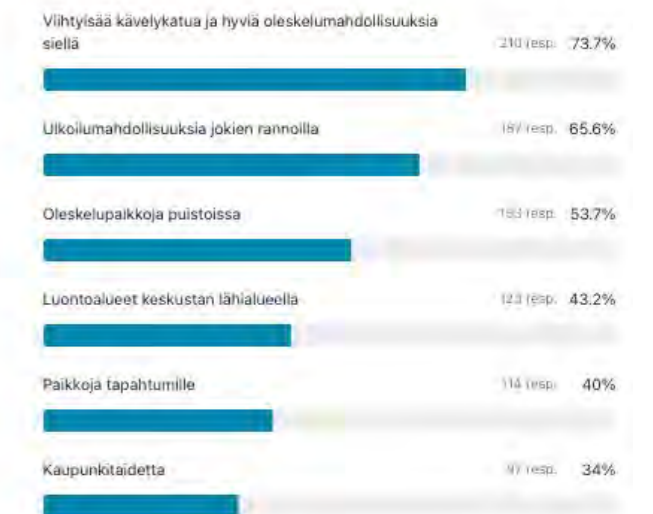 Viihtyisää kävelykatua ja hyviä oleskelumahdollisuuksia
siellä 210 resp. 73.7%
Ulkoilumahdollisuuksia jokien rannoilla 187 resp. 65.6%
Oleskelupaikkoja puistoissa 153 resp. 53.7%
Luontoalueet keskustan lähialueella 123 resp. 43.2%
Paikkoja tapahtumille 114 resp. 40%
Kaupunkitaidetta 97 resp. 34%